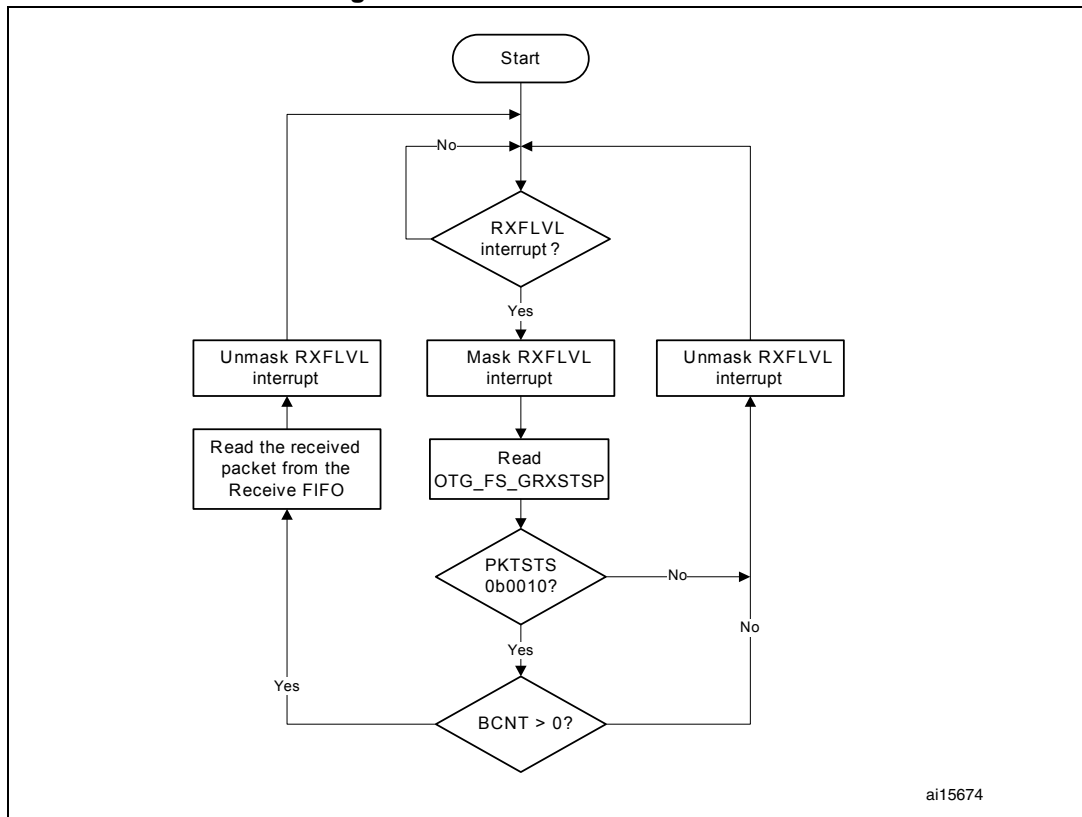 Start
No
RXFLVL
interrupt ?
Yes
Unmask RXFLVL
interrupt
Mask RXFLVL
interrupt
Unmask RXFLVL
interrupt
Read the received
packet from the
Receive FIFO
Read
OTG_FS_GRXSTSP
PKTSTS
0b0010?
No
No
Yes
Yes
BCNT > 0?
ai15674